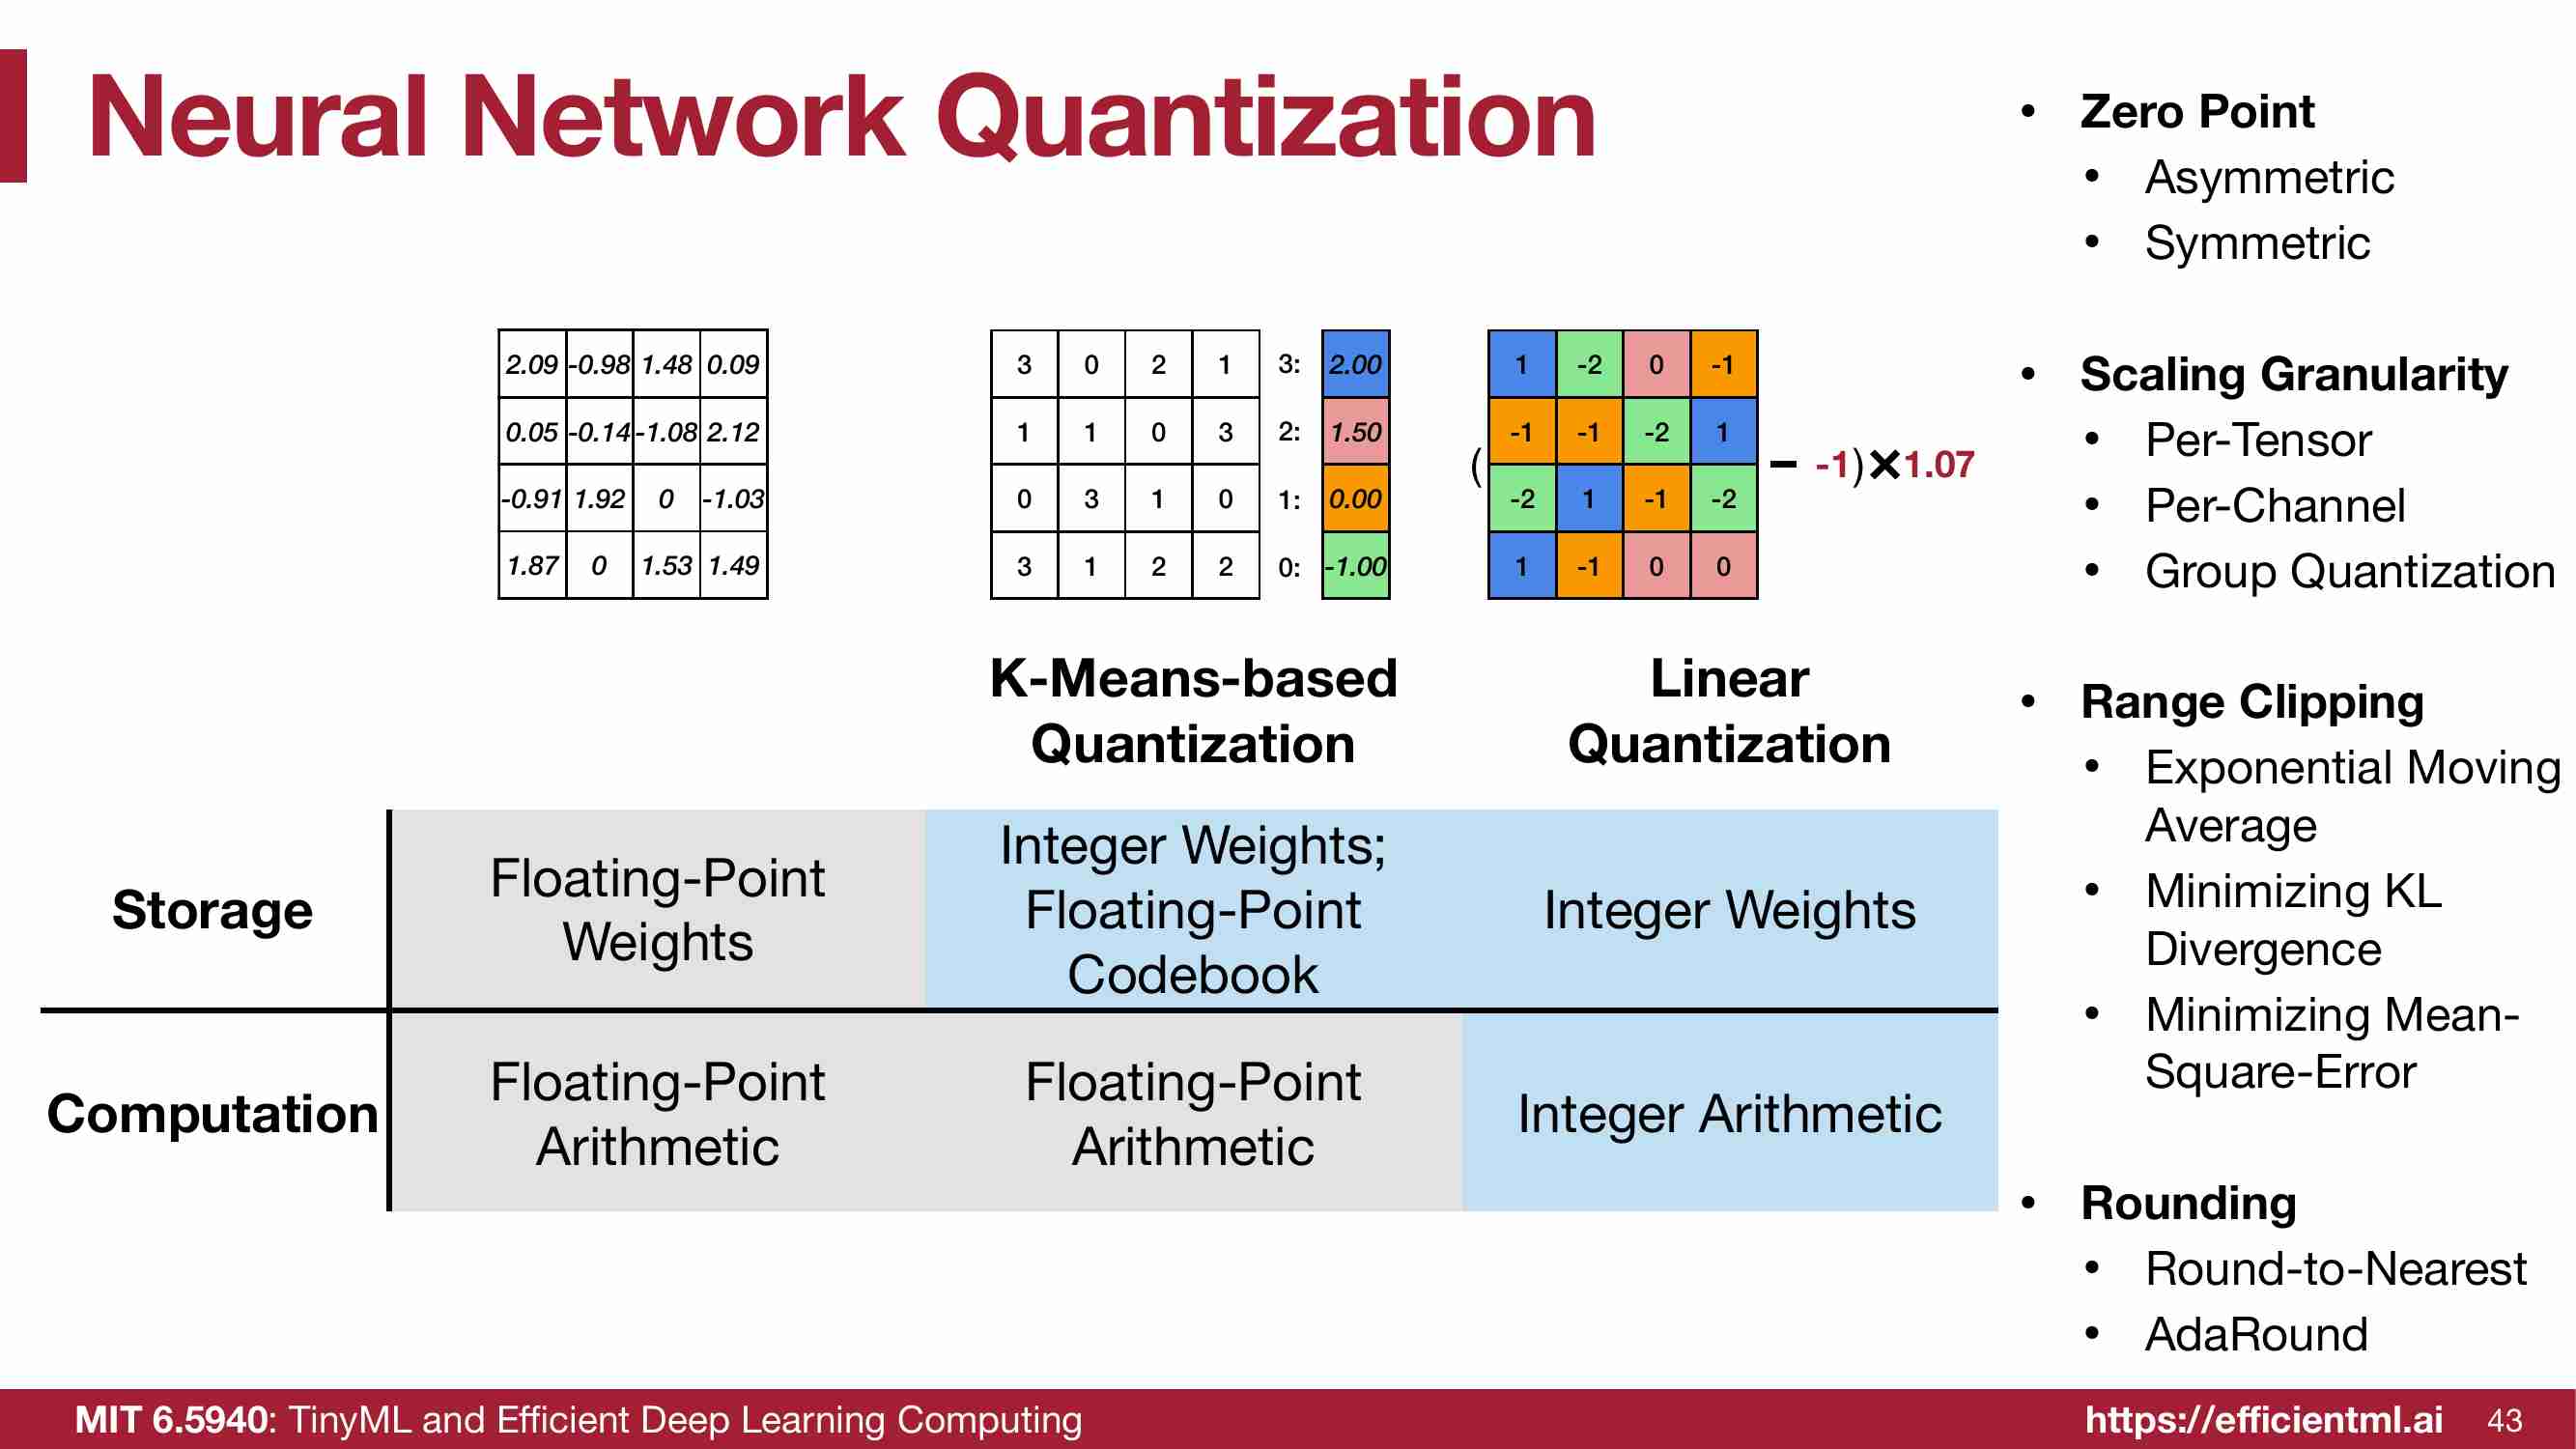 Neural Network Quantization
2.09 -0.98 1.48 0.09
0.05 -0.14 -1.08 2.12
-0.91 1.92 0 -1.03
1.87 0 1.53 1.49
3 0 2 1 3: 2.00
1 1 0 3 2: 1.50
0 3 1 0 1: 0.00
3 1 2 2 0: -1.00
1 -2 0 -1
-1 -1 -2 1
( − -1)×1.07
-2 1 -1 -2
1 -1 0 0
K-Means-based
Quantization
Linear
Quantization
Storage
Floating-Point
Weights
Integer Weights;
Floating-Point
Codebook
Integer Weights
Computation
Floating-Point
Arithmetic
Floating-Point
Arithmetic
Integer Arithmetic
• Zero Point
• Asymmetric
• Symmetric
• Scaling Granularity
• Per-Tensor
• Per-Channel
• Group Quantization
• Range Clipping
• Exponential Moving
Average
• Minimizing KL
Divergence
• Minimizing Mean-
Square-Error
• Rounding
• Round-to-Nearest
• AdaRound
MIT 6.5940: TinyML and Efficient Deep Learning Computing
https://efficientml.ai 43